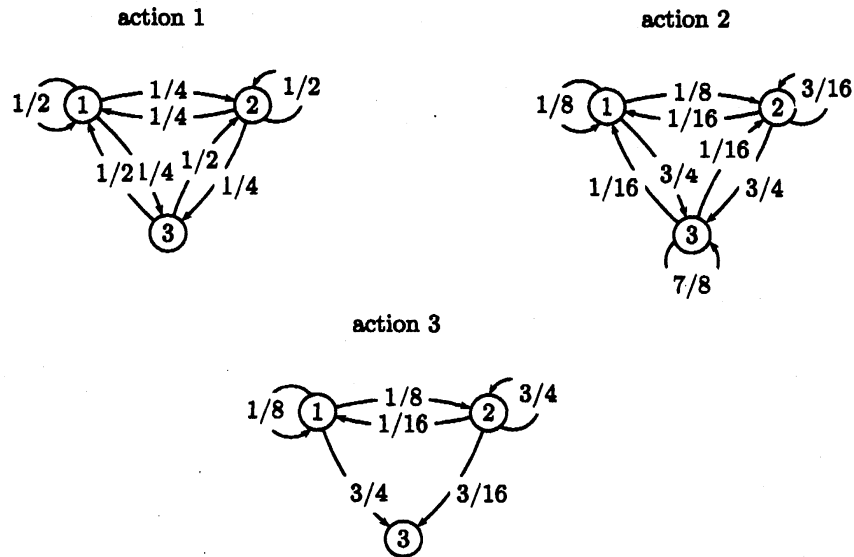 action 1
1/2 1 1/4 1/4 2 1/2
1/2 1/4 1/2 1/4
3
action 2
1/8 1 1/8 1/16 2 3/16
1/16 3/4 1/16 3/4
3
7/8
action 3
1/8 1 1/8 1/16 2 3/4
3/4 3/16
3